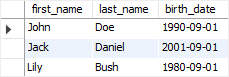 first_name last_name birth_date
John Doe 1990-09-01
Jack Daniel 2001-09-01
Lily Bush 1980-09-01